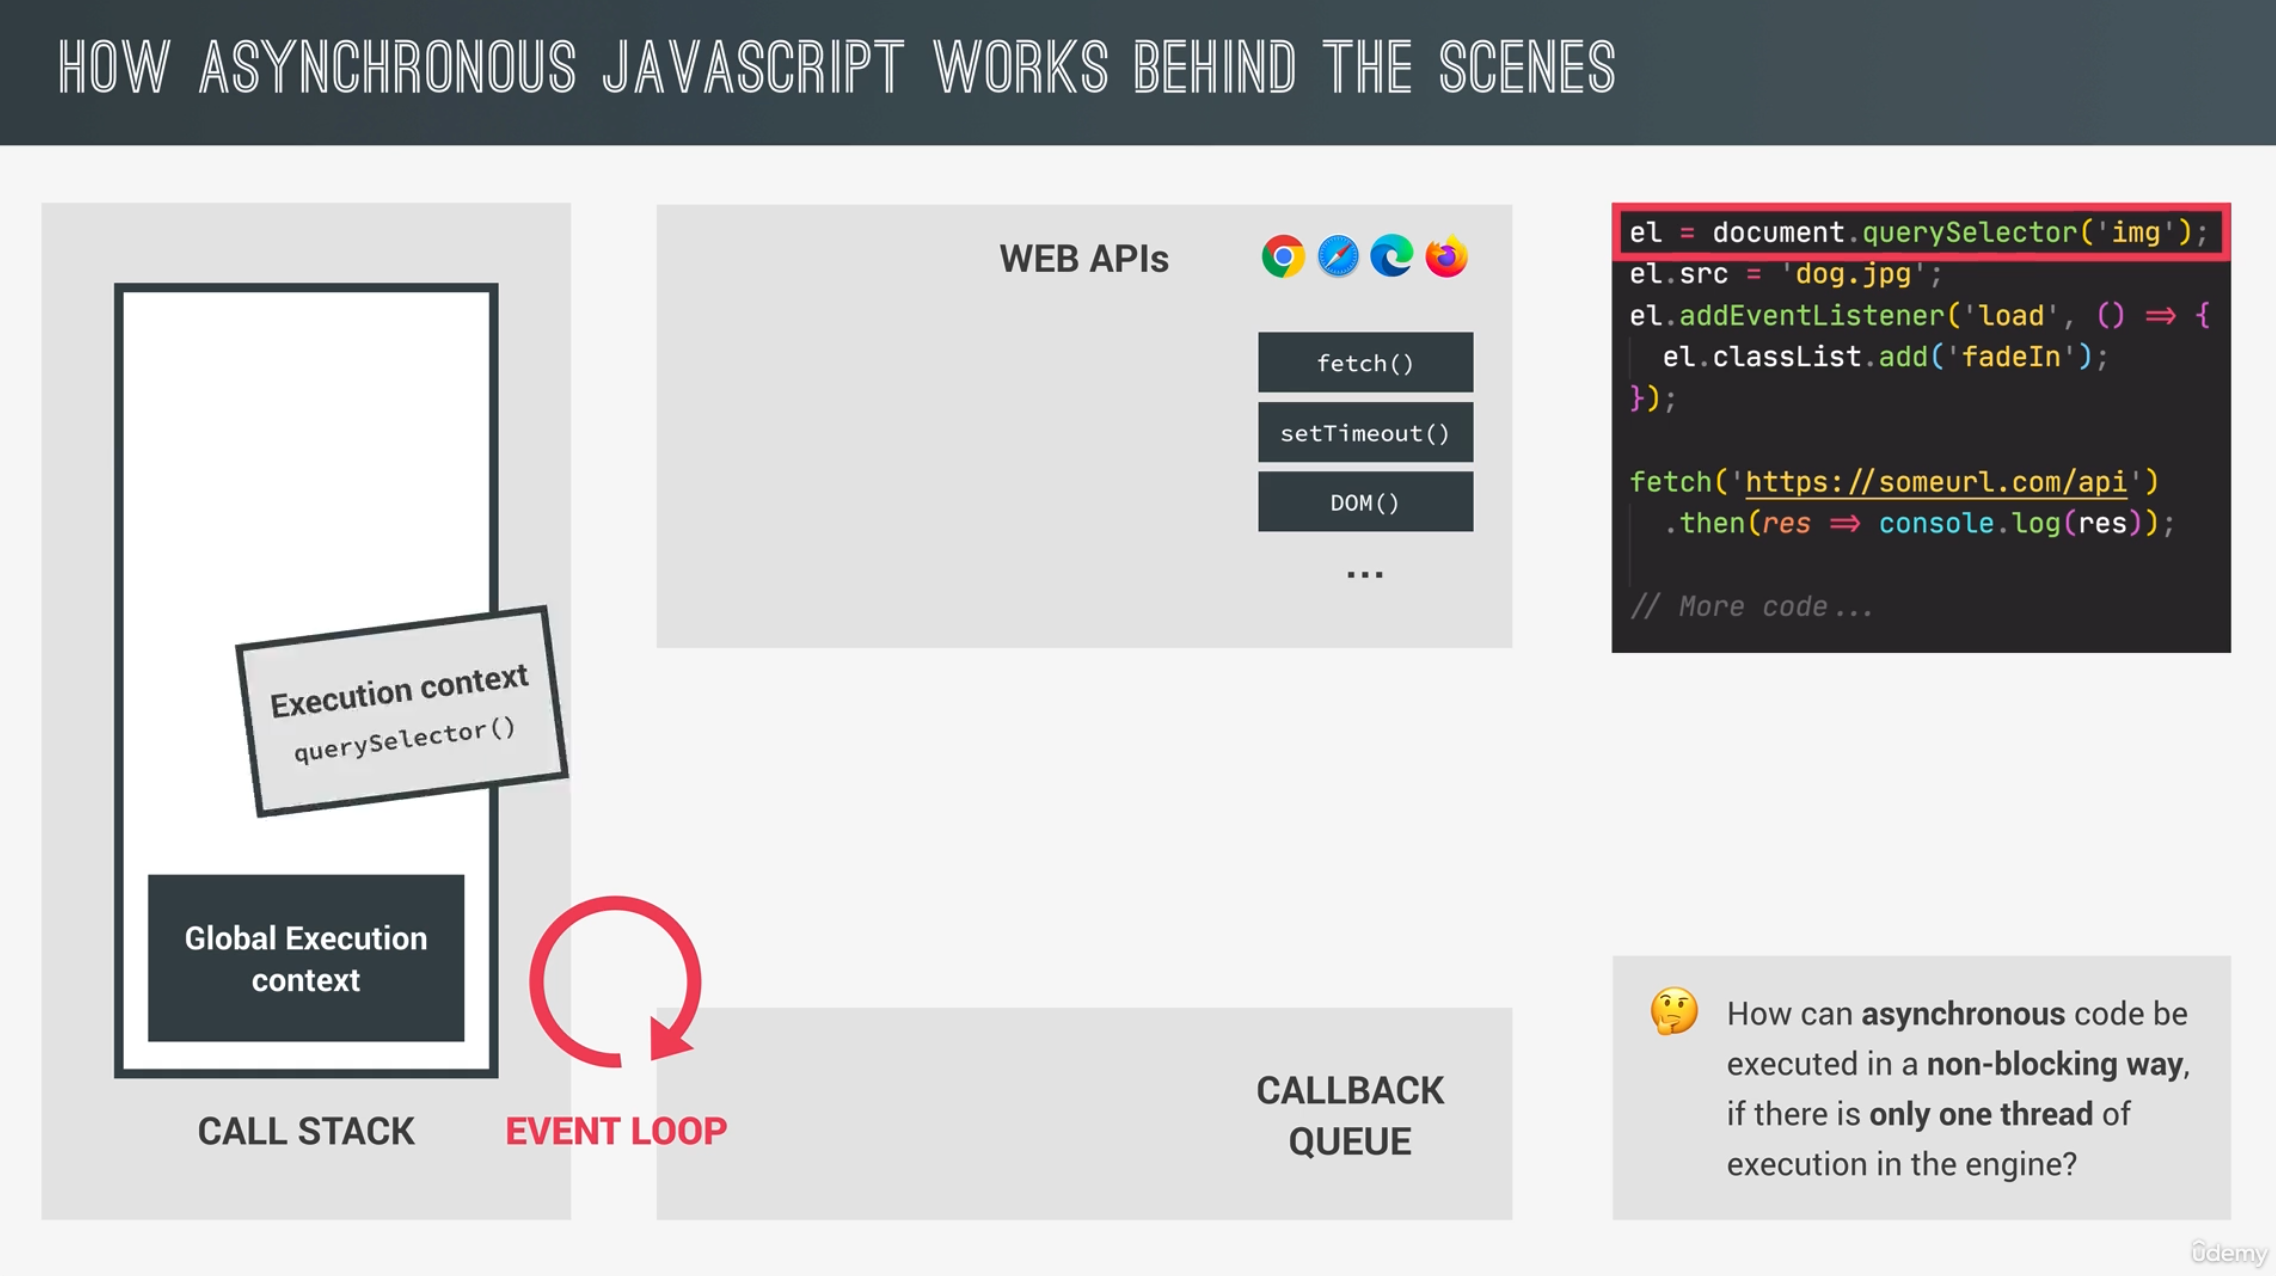 HOW ASYNCHRONOUS JAVASCRIPT WORKS BEHIND THE SCENES
Execution context
querySelector()
Global Execution
context
CALL STACK
EVENT LOOP
WEB APIs
fetch()
setTimeout()
DOM()
...
CALLBACK
QUEUE
el = document.querySelector('img');
el.src = 'dog.jpg';
el.addEventListener('load', () => {
el.classList.add('fadeIn');
});
fetch('https://someurl.com/api')
.then(res => console.log(res));
// More code...
How can asynchronous code be
executed in a non-blocking way,
if there is only one thread of
execution in the engine?
ûdemy